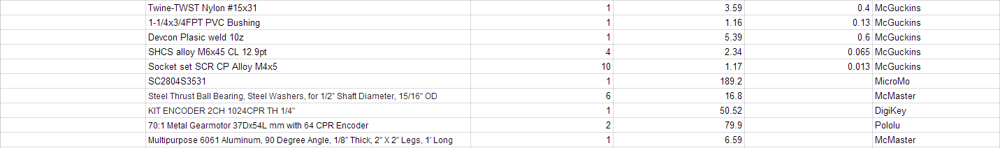 Twine-TWST Nylon #15x31 1 3.59 0.4 McGuckins
1-1/4x3/4FPT PVC Bushing 1 1.16 0.13 McGuckins
Devcon Plasic weld 10z 1 5.39 0.6 McGuckins
SHCS alloy M6x45 CL 12.9pt 4 2.34 0.065 McGuckins
Socket set SCR CP Alloy M4x5 10 1.17 0.013 McGuckins
SC2804S3531 1 189.2 MicroMo
Steel Thrust Ball Bearing, Steel Washers, for 1/2" Shaft Diameter, 15/16" OD 6 16.8 McMaster
KIT ENCODER 2CH 1024CPR TH 1/4" 1 50.52 DigiKey
70:1 Metal Gearmotor 37Dx54L mm with 64 CPR Encoder 2 79.9 Pololu
Multipurpose 6061 Aluminum, 90 Degree Angle, 1/8" Thick, 2" X 2" Legs, 1' Long 1 6.59 McMaster